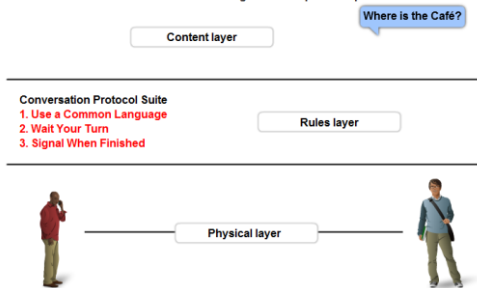 Where is the Café?
Content layer
Conversation Protocol Suite
1. Use a Common Language
2. Wait Your Turn
3. Signal When Finished
Rules layer
Physical layer